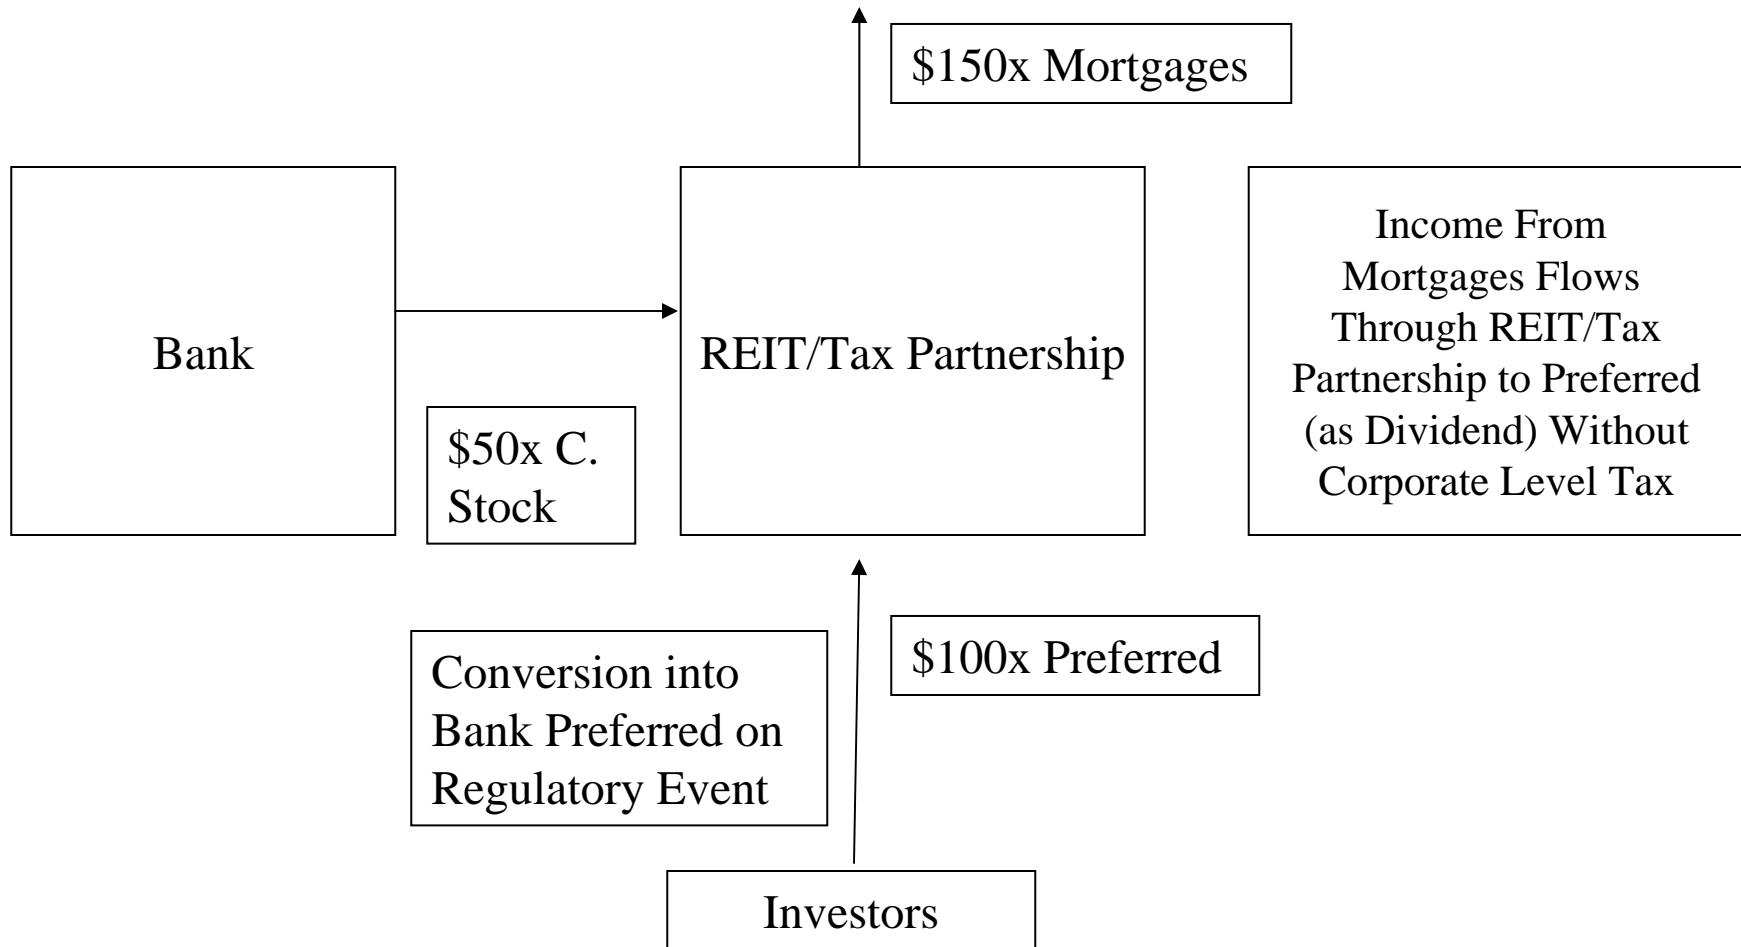 $150x Mortgages
Bank
$50x C.
Stock
REIT/Tax Partnership
Income From
Mortgages Flows
Through REIT/Tax
Partnership to Preferred
(as Dividend) Without
Corporate Level Tax
Conversion into
Bank Preferred on
Regulatory Event
$100x Preferred
Investors